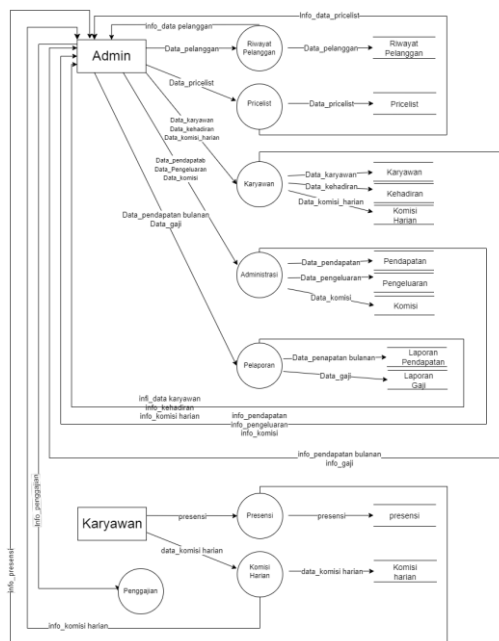 info_data pelanggan
Info_data_pricelist
Admin
Data_pelanggan
Riwayat
Pelanggan
Data_pelanggan
Riwayat
Pelanggan
Data_pricelist
Pricelist
Data_pricelist
Pricelist
Data_karyawan
Data_kehadiran
Data_komisi_harian
Data_pendapatab
Data_Pengeluaran
Data_komisi
Karyawan
Data_karyawan
Data_kehadiran
Data_komisi_harian
Karyawan
Kehadiran
Komisi
Harian
Data_pendapatan bulanan
Data_gaji
Administrasi
Data_pendapatan
Data_pengeluaran
Data_komisi
Pendapatan
Pengeluaran
Komisi
Pelaporan
Data_penapatan bulanan
Data_gaji
Laporan
Pendapatan
Laporan
Gaji
infi_data karyawan
info_kehadiran
info_komisi harian
info_pendapatan
info_pengeluaran
info_komisi
info_pendapatan bulanan
info_gaji
Info_penggajian
info_presensi
Karyawan
presensi
Presensi
presensi
presensi
data_komisi harian
Komisi
Harian
data_komisi harian
Komisi
harian
Penggajian
info_komisi harian